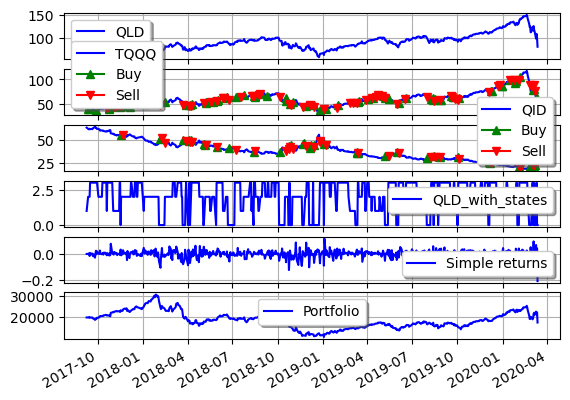 150
100
QLD
TQQQ
Buy
Sell
100
50
QID
Buy
Sell
50
25
2.5
0.0
QLD_with_states
0.0
−0.2
Simple returns
30000
20000
Portfolio
2017-10
2018-01
2018-04
2018-07
2018-10
2019-01
2019-04
2019-07
2019-10
2020-01
2020-04